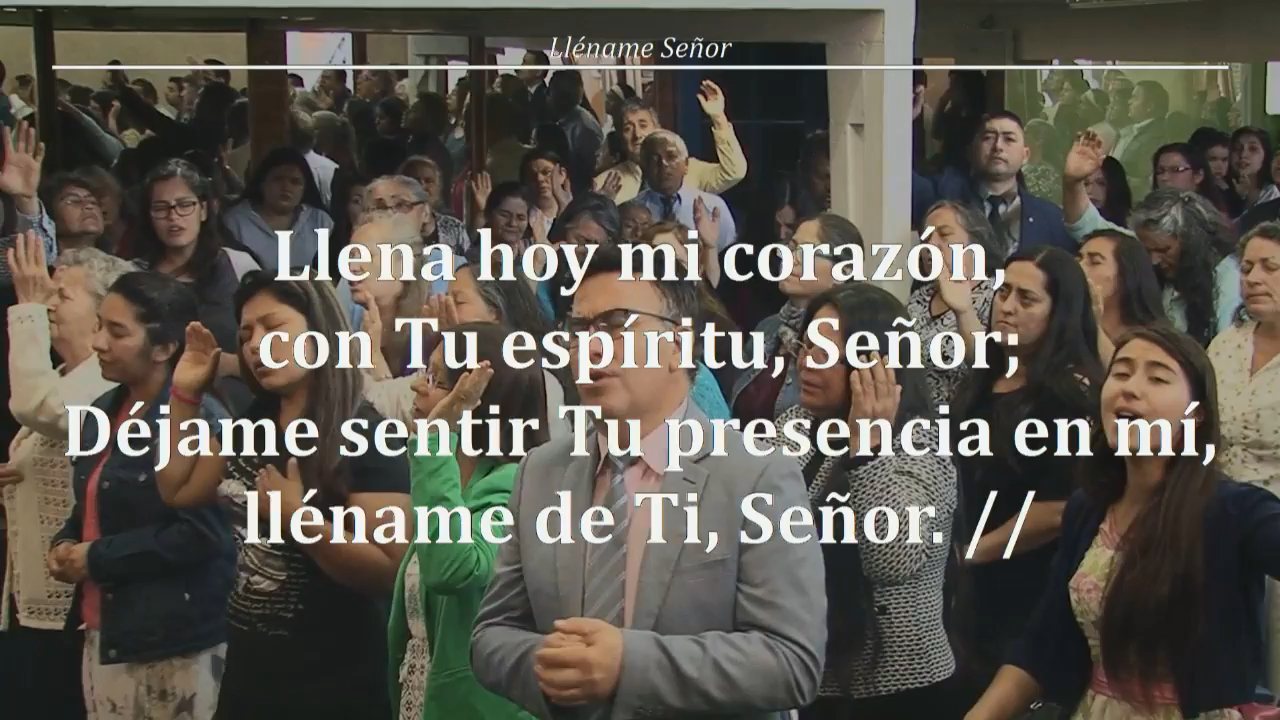 Lléname Señor
Llena hoy mi corazón,
con Tu espíritu, Señor;
Déjame sentir Tu presencia en mí,
lléname de Ti, Señor. //